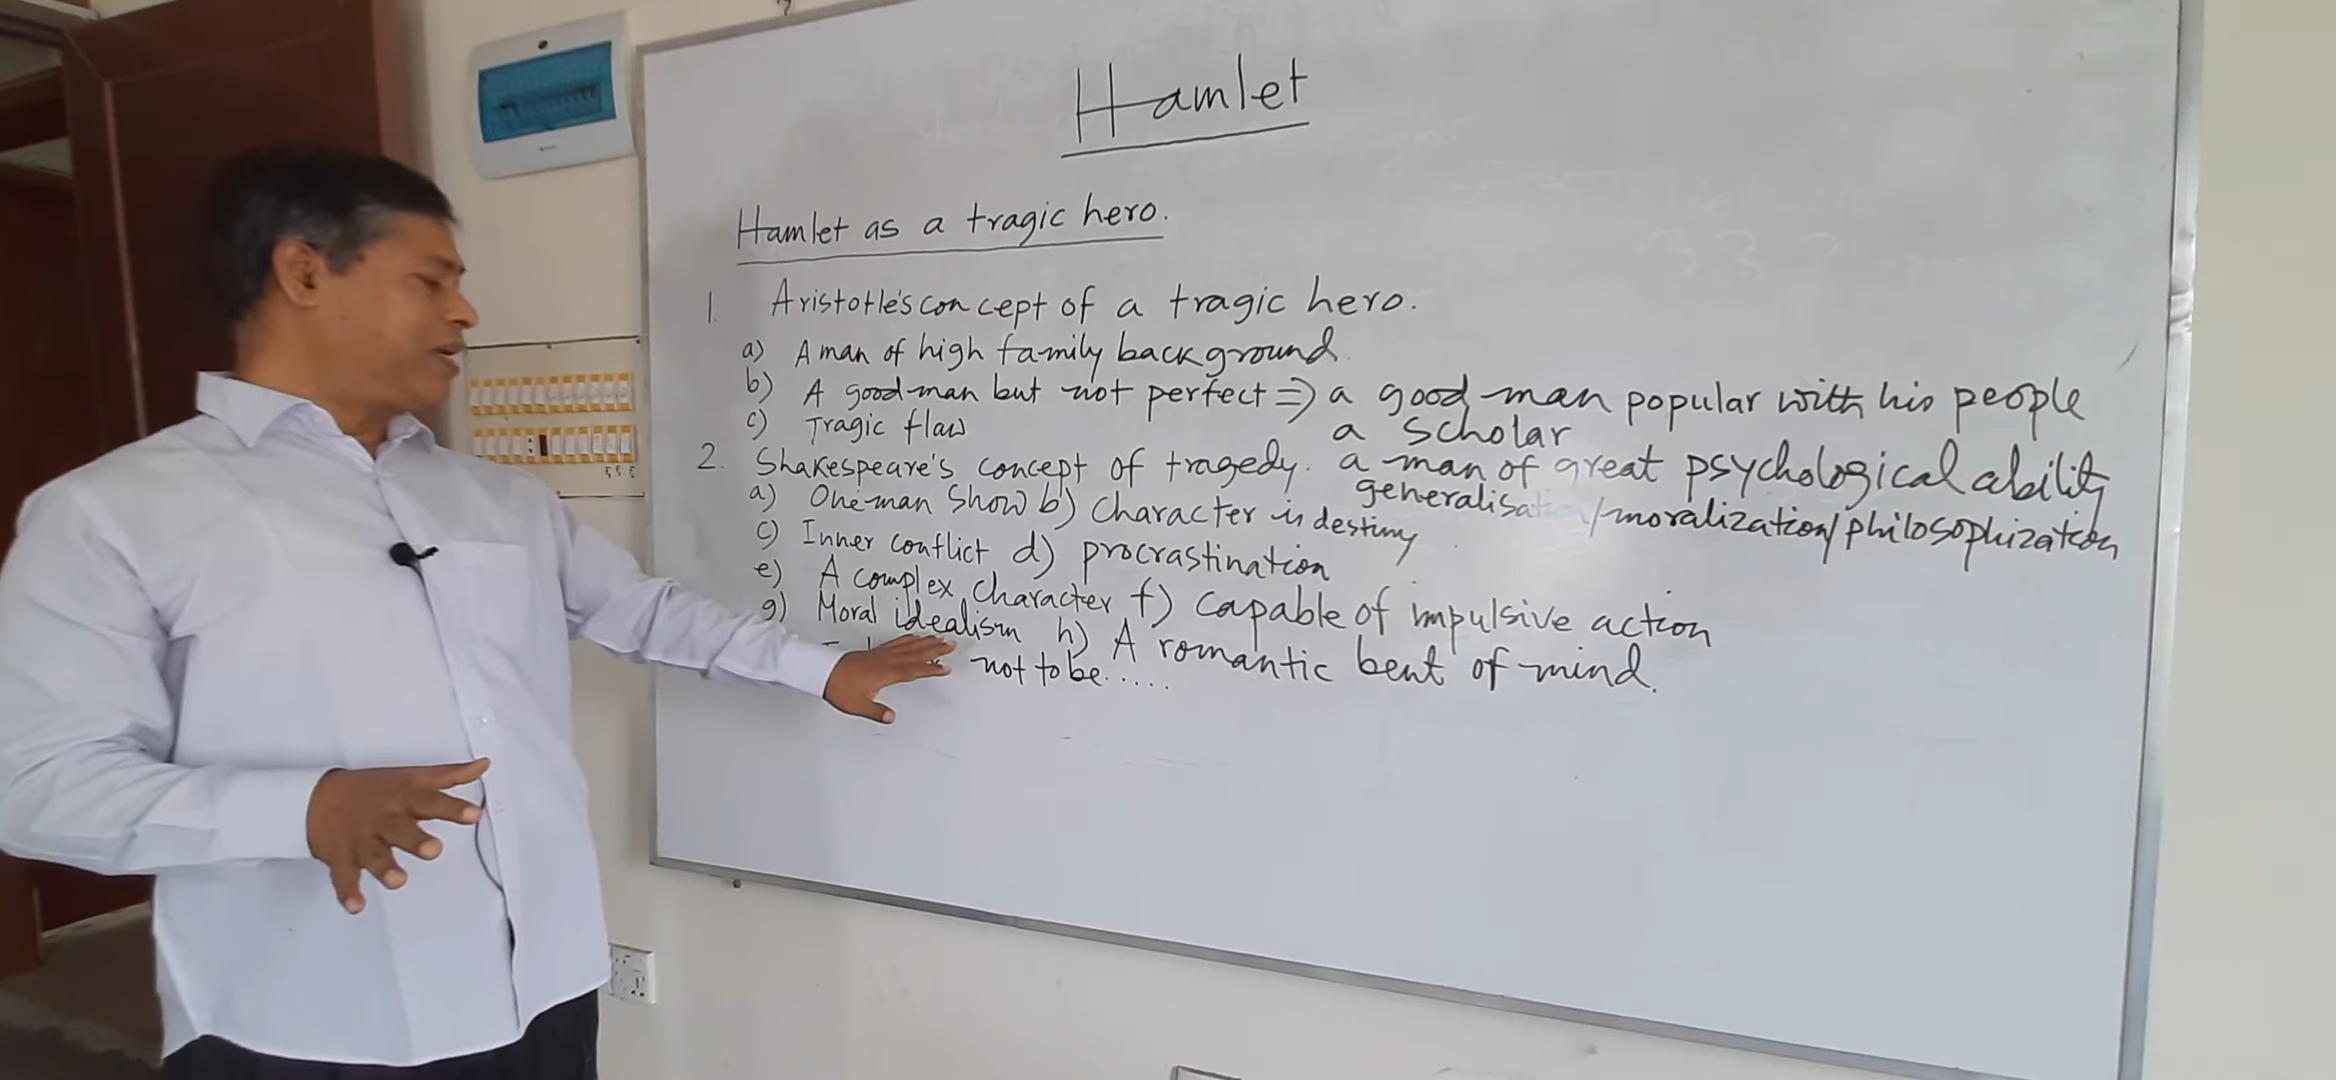 Hamlet
Hamlet as a tragic hero.
1. Aristotle's concept of a tragic hero.
a) A man of high family background.
b) A good man but not perfect => a good man popular with his people
c) Tragic flaw
a scholar
2. Shakespeare's concept of tragedy.
a man of great psychological ability
generalisation/moralization/philosophization
a) One man show b) Character is destiny
c) Inner conflict d) procrastination
e) A complex character f) capable of impulsive action
g) Moral idealism h) A romantic bent of mind.
not to be.....